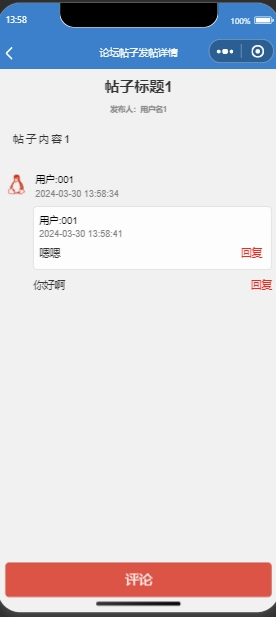 13:58
100%
论坛帖子发帖详情
帖子标题1
发布人：用户名1
帖子内容1
用户:001
2024-03-30 13:58:34
用户:001
2024-03-30 13:58:41
嗯嗯
回复
你好啊
回复
评论